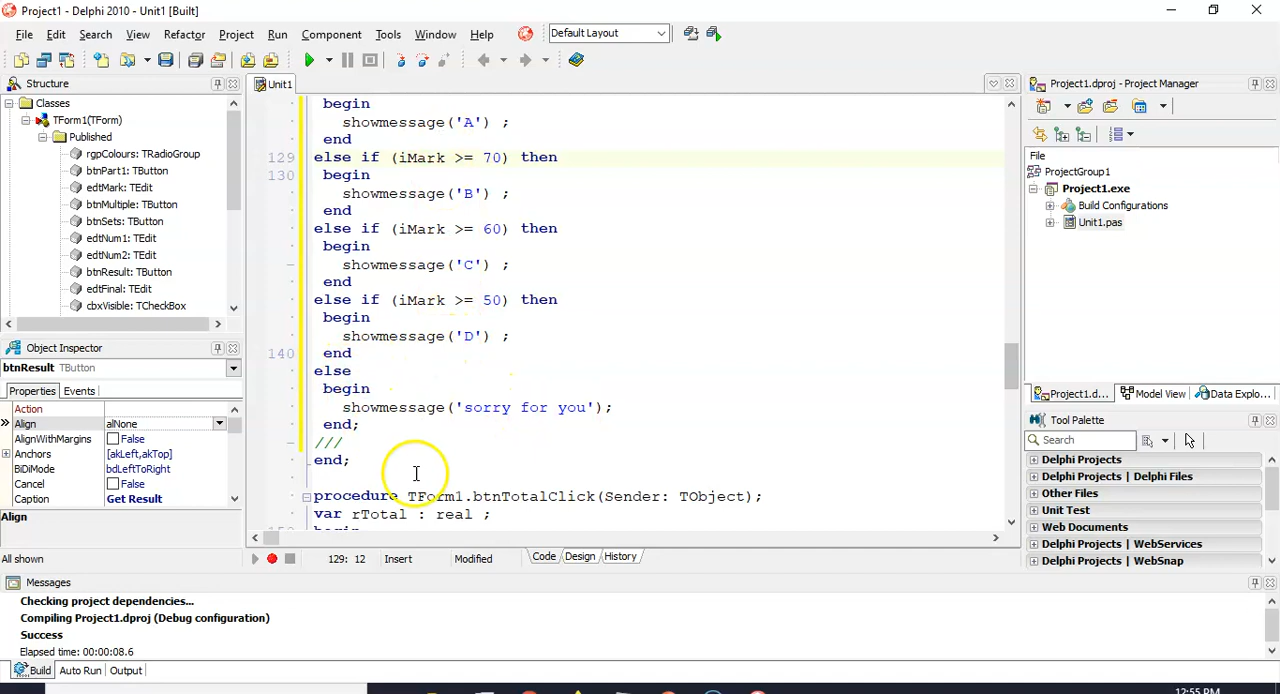 Project1 - Delphi 2010 - Unit1 [Built]
File Edit Search View Refactor Project Run Component Tools Window Help Default Layout
Structure
Classes
TForm1(TForm)
Published
rgpColours: TRadioGroup
btnPart1: TButton
edtMark: TEdit
btnMultiple: TButton
btnSets: TButton
edtNum1: TEdit
edtNum2: TEdit
btnResult: TButton
edtFinal: TEdit
cbxVisible: TCheckBox
Object Inspector
btnResult TButton
Properties Events
Action
Align alNone
AlignWithMargins False
Anchors [akLeft,akTop]
BiDiMode bdLeftToRight
Cancel False
Caption Get Result
Align
All shown
Unit1
begin
showmessage('A') ;
end
129 else if (iMark >= 70) then
130 begin
showmessage('B') ;
end
else if (iMark >= 60) then
begin
showmessage('C') ;
end
else if (iMark >= 50) then
begin
showmessage('D') ;
140 end
else
begin
showmessage('sorry for you');
end;
///
end;
procedure TForm1.btnTotalClick(Sender: TObject);
var rTotal : real ;
129: 12 Insert Modified Code Design History
Project1.dproj - Project Manager
File
ProjectGroup1
Project1.exe
Build Configurations
Unit1.pas
Project1.d... Model View Data Explo...
Tool Palette
Search
Delphi Projects
Delphi Projects | Delphi Files
Other Files
Unit Test
Web Documents
Delphi Projects | WebServices
Delphi Projects | WebSnap
Messages
Checking project dependencies...
Compiling Project1.dproj (Debug configuration)
Success
Elapsed time: 00:00:08.6
Build Auto Run Output
12:55 PM